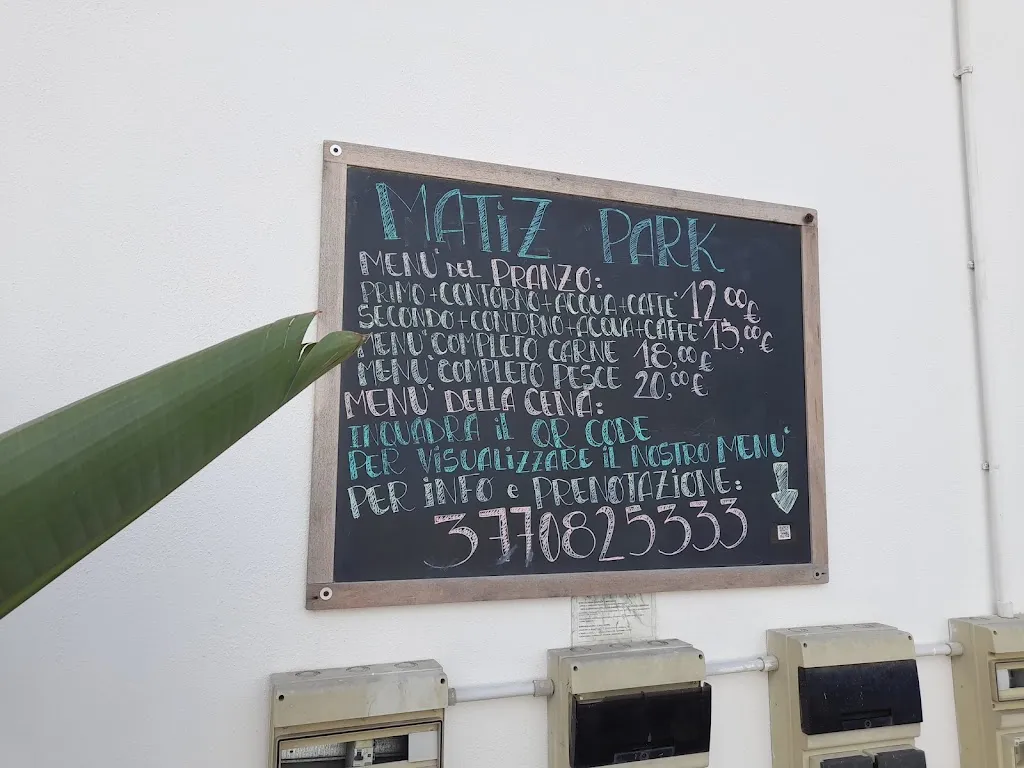 MATIZ PARK
MENU' DEL PRANZO:
PRIMO+CONTORNO+ACQUA+CAFFE' 12,00€
SECONDO+CONTORNO+ACQUA+CAFFE' 15,00€
MENU' COMPLETO CARNE 18,00€
MENU' COMPLETO PESCE 20,00€
MENU' DELLA CENA:
INQUADRA IL QR CODE
PER VISUALIZZARE IL NOSTRO MENU'
PER INFO e PRENOTAZIONE:
3770825333